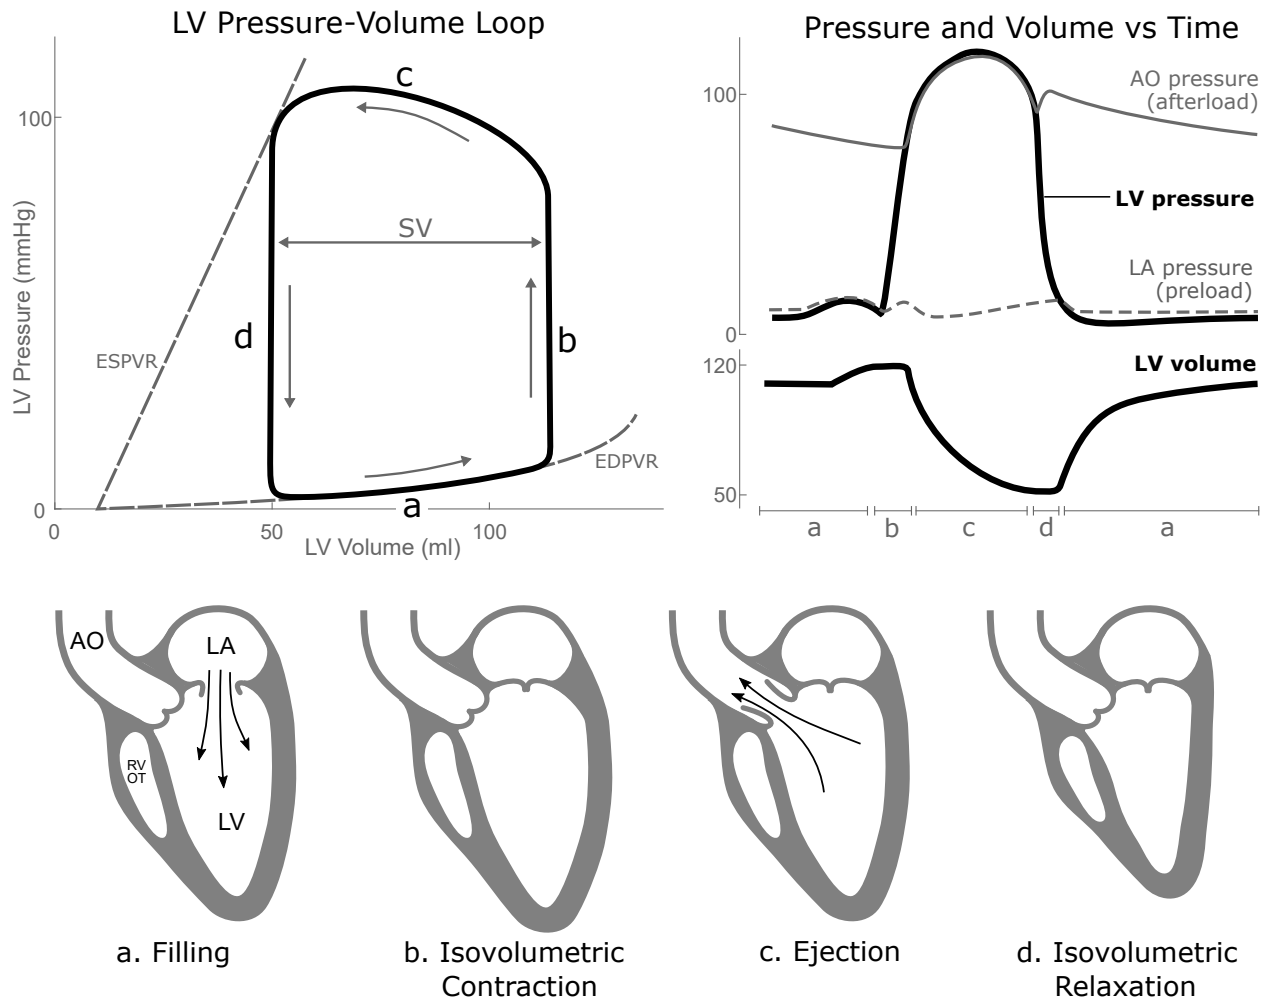 LV Pressure-Volume Loop
c
100
SV
LV Pressure (mmHg)
d
b
ESPVR
EDPVR
a
0
0
50
100
LV Volume (ml)
Pressure and Volume vs Time
100
AO pressure
(afterload)
LV pressure
LA pressure
(preload)
0
120
LV volume
50
a
b
c
d
a
AO
LA
RV
OT
LV
a. Filling
b. Isovolumetric
Contraction
c. Ejection
d. Isovolumetric
Relaxation